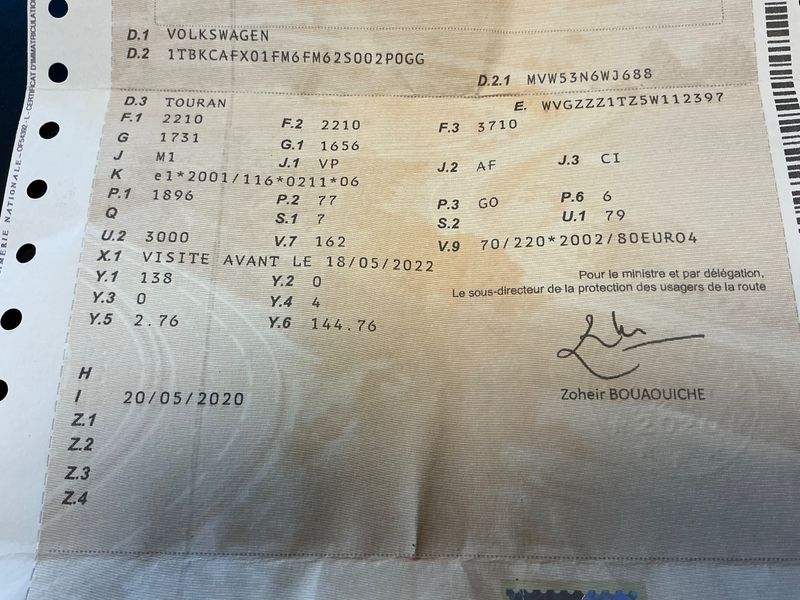 D.1 VOLKSWAGEN
D.2 1TBKCAFX01FM6FM62S002P0GG
D.2.1 MVW53N6WJ688
D.3 TOURAN E. WVGZZZ1TZ5W112397
F.1 2210 F.2 2210 F.3 3710
G 1731 G.1 1656
J M1 J.1 VP J.2 AF J.3 CI
K e1*2001/116*0211*06
P.1 1896 P.2 77 P.3 GO P.6 6
Q S.1 7 S.2 U.1 79
U.2 3000 V.7 162 V.9 70/220*2002/80EURO4
X.1 VISITE AVANT LE 18/05/2022
Y.1 138 Y.2 0
Y.3 0 Y.4 4
Y.5 2.76 Y.6 144.76
Pour le ministre et par délégation,
Le sous-directeur de la protection des usagers de la route
Zoheir BOUAOUICHE
H
I 20/05/2020
Z.1
Z.2
Z.3
Z.4